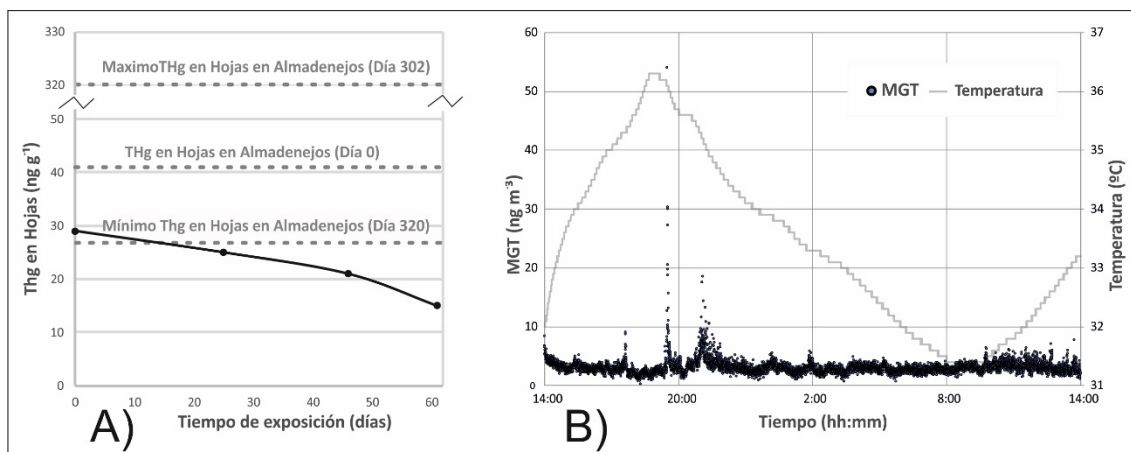 330
320
50
40
30
20
10
0
Thg en Hojas (ng g⁻¹)
MaximoTHg en Hojas en Almadenejos (Día 302)
THg en Hojas en Almadenejos (Día 0)
Mínimo Thg en Hojas en Almadenejos (Día 320)
0 10 20 30 40 50 60
Tiempo de exposición (días)
A)
60
50
40
30
20
10
0
MGT (ng m⁻³)
MGT Temperatura
37
36
35
34
33
32
31
Temperatura (ºC)
14:00 20:00 2:00 8:00 14:00
Tiempo (hh:mm)
B)